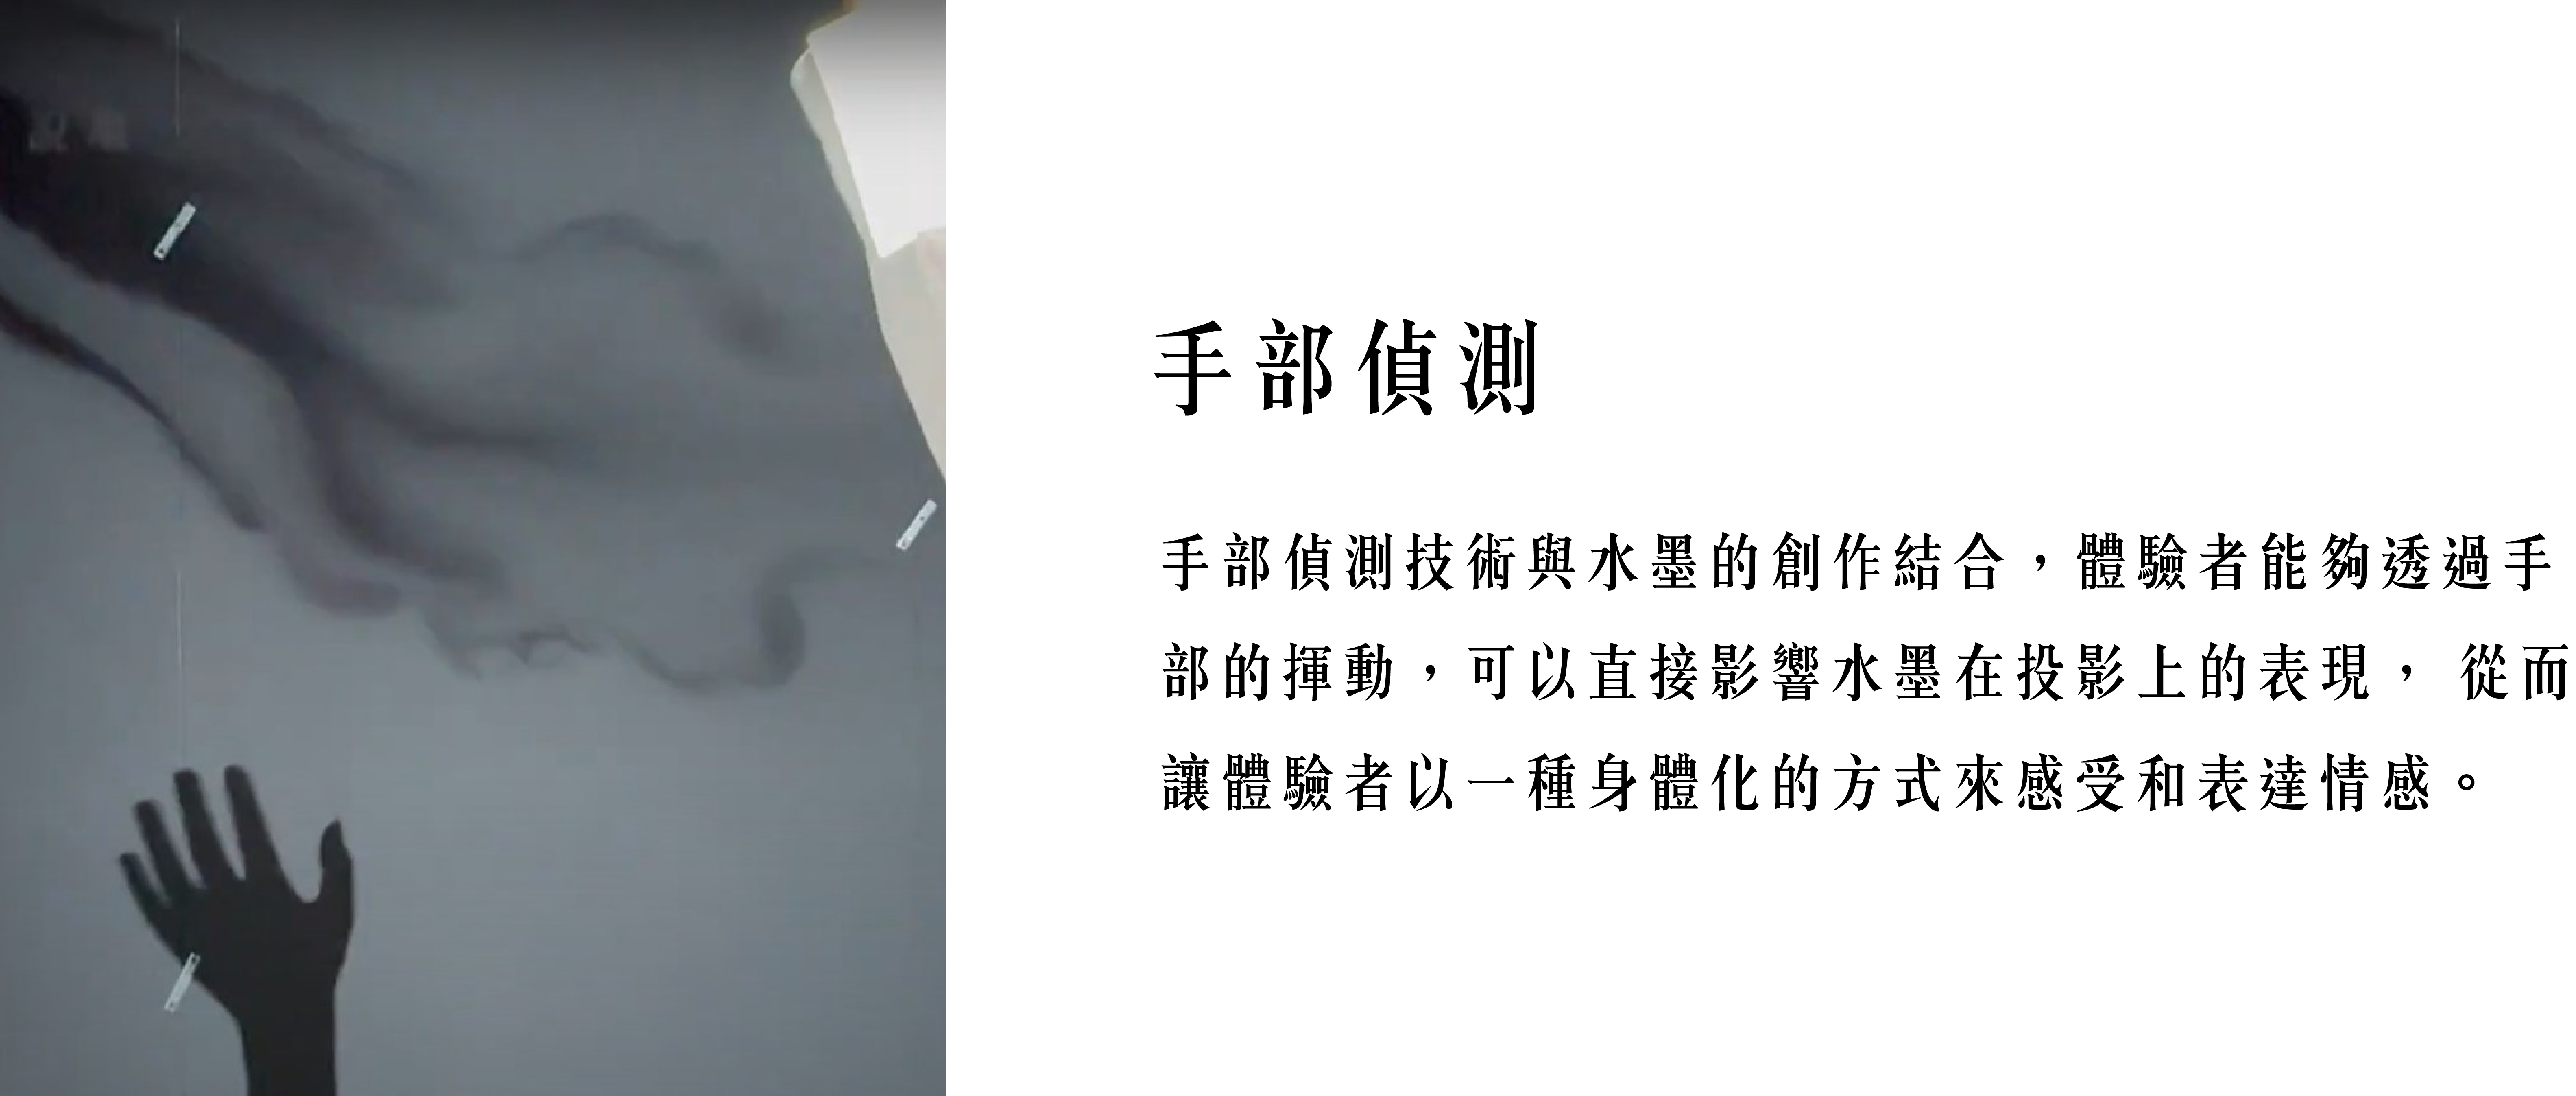 手部偵測
手部偵測技術與水墨的創作結合，體驗者能夠透過手
部的揮動，可以直接影響水墨在投影上的表現， 從而
讓體驗者以一種身體化的方式來感受和表達情感。